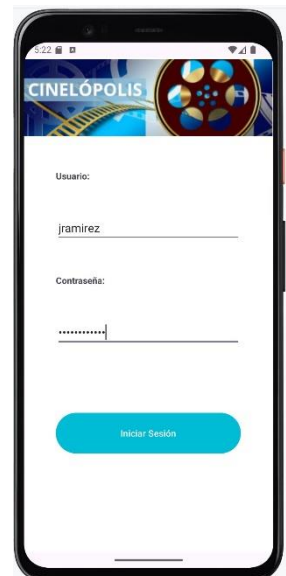 5:22
CINELÓPOLIS
Usuario:
jramirez
Contraseña:
••••••••••••
Iniciar Sesión